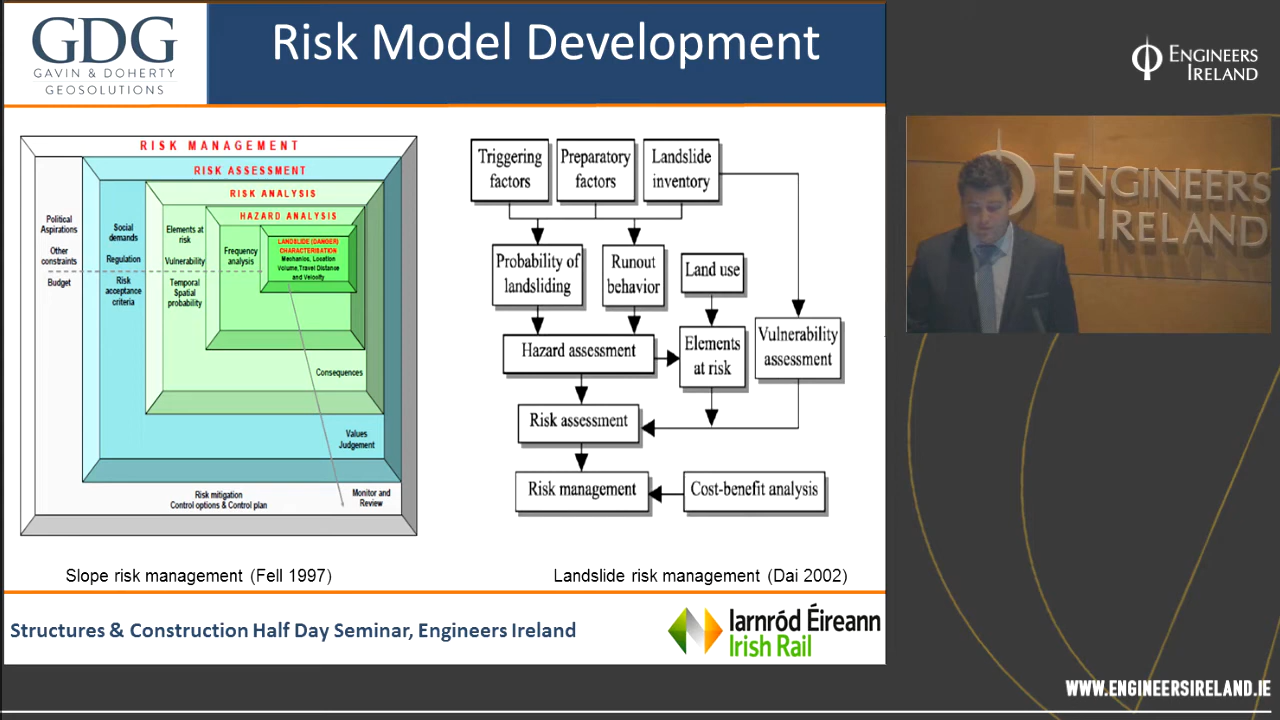 GDG
GAVIN & DOHERTY
GEOSOLUTIONS
Risk Model Development
ENGINEERS
IRELAND
RISK MANAGEMENT
RISK ASSESSMENT
RISK ANALYSIS
HAZARD ANALYSIS
LANDSLIDE (DANGER)
CHARACTERISATION
Mechanics, Location
Volume, Travel Distance
and Velocity
Frequency
analysis
Elements at
risk
Vulnerability
Temporal
Spatial
probability
Social
demands
Regulation
Risk
acceptance
criteria
Political
Aspirations
Other
constraints
Budget
Consequences
Values
Judgement
Risk mitigation
Control options & Control plan
Monitor and
Review
Slope risk management (Fell 1997)
Triggering
factors
Preparatory
factors
Landslide
inventory
Probability of
landsliding
Runout
behavior
Land use
Hazard assessment
Elements
at risk
Vulnerability
assessment
Risk assessment
Risk management
Cost-benefit analysis
Landslide risk management (Dai 2002)
ENGINEERS
IRELAND
Structures & Construction Half Day Seminar, Engineers Ireland
Iarnród Éireann
Irish Rail
WWW.ENGINEERSIRELAND.IE